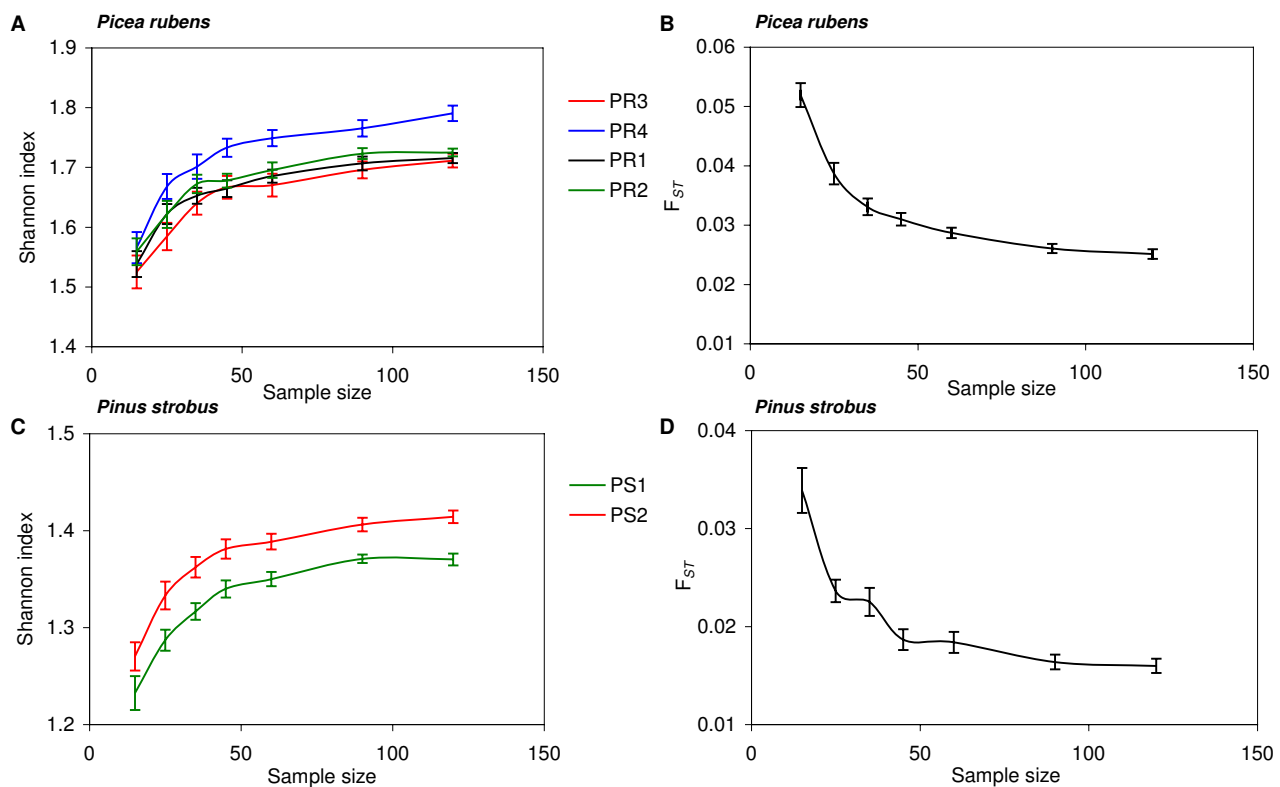 A
Picea rubens
1.9
1.8
1.7
1.6
1.5
1.4
Shannon index
0
50
100
150
Sample size
PR3
PR4
PR1
PR2
B
Picea rubens
0.06
0.05
0.04
0.03
0.02
0.01
FST
0
50
100
150
Sample size
C
Pinus strobus
1.5
1.4
1.3
1.2
Shannon index
0
50
100
150
Sample size
PS1
PS2
D
Pinus strobus
0.04
0.03
0.02
0.01
FST
0
50
100
150
Sample size